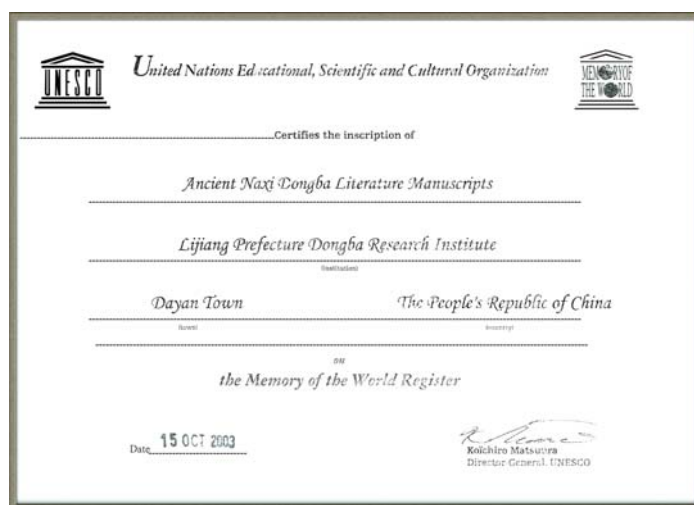 UNESCO
United Nations Educational, Scientific and Cultural Organization
MEMORY OF
THE WORLD
Certifies the inscription of
Ancient Naxi Dongba Literature Manuscripts
Lijiang Prefecture Dongba Research Institute
(Institution)
Dayan Town The People's Republic of China
(town) (country)
on
the Memory of the World Register
Date 15 OCT 2003
Koïchiro Matsuura
Director-General, UNESCO